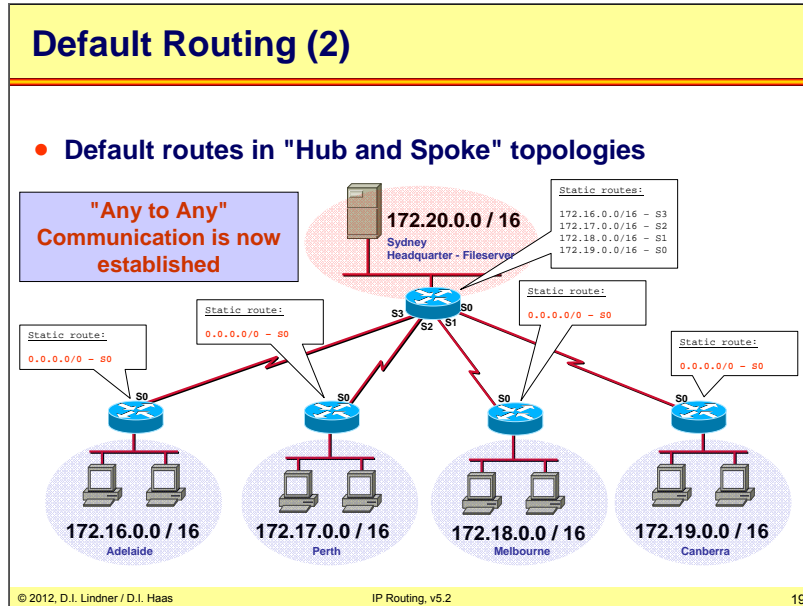 Default Routing (2)
• Default routes in "Hub and Spoke" topologies
"Any to Any"
Communication is now
established
172.20.0.0 / 16
Sydney
Headquarter - Fileserver
Static routes:
172.16.0.0/16 – S3
172.17.0.0/16 – S2
172.18.0.0/16 – S1
172.19.0.0/16 – S0
S3
S2
S1
S0
Static route:
0.0.0.0/0 – S0
Static route:
0.0.0.0/0 – S0
Static route:
0.0.0.0/0 – S0
Static route:
0.0.0.0/0 – S0
S0
S0
S0
S0
172.16.0.0 / 16
Adelaide
172.17.0.0 / 16
Perth
172.18.0.0 / 16
Melbourne
172.19.0.0 / 16
Canberra
© 2012, D.I. Lindner / D.I. Haas
IP Routing, v5.2
19